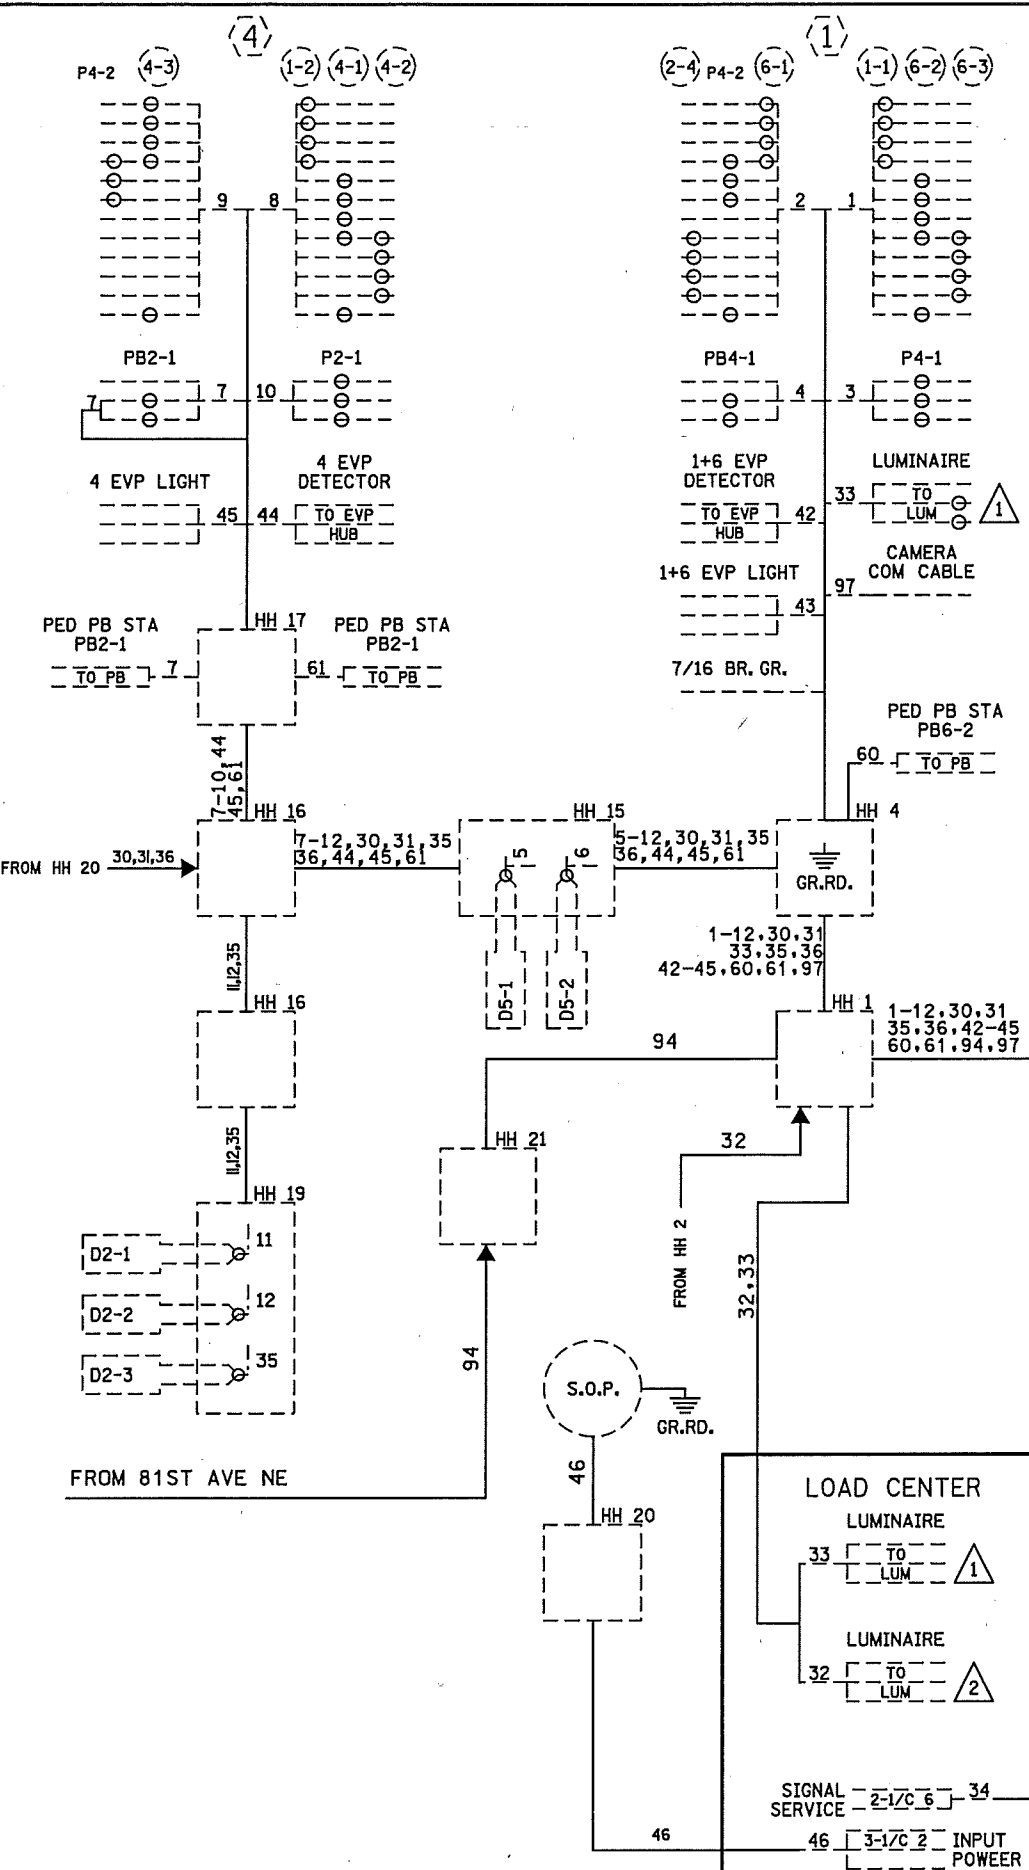 4
1
P4-2 4-3 1-2 4-1 4-2
2-4 P4-2 6-1 1-1 6-2 6-3
9 8
2 1
PB2-1 P2-1
PB4-1 P4-1
7 7 10
4 3
4 EVP LIGHT
4 EVP
DETECTOR
45 44 TO EVP
HUB
1+6 EVP
DETECTOR
TO EVP
HUB
42
LUMINAIRE
33 TO
LUM
1
CAMERA
COM CABLE
97
1+6 EVP LIGHT
43
7/16 BR. GR.
HH 17
PED PB STA
PB2-1
TO PB 7
PED PB STA
PB2-1
61 TO PB
PED PB STA
PB6-2
60 TO PB
7-10,44
45,61
HH 16
FROM HH 20 30,31,36
7-12,30,31,35
36,44,45,61
HH 15
5 6
D5-1 D5-2
5-12,30,31,35
36,44,45,61
HH 4
GR.RD.
1-12,30,31
33,35,36
42-45,60,61,97
11,12,35
HH 16
HH 1
1-12,30,31
35,36,42-45
60,61,94,97
94
11,12,35
HH 21
32
FROM HH 2
32,33
HH 19
D2-1 11
D2-2 12
D2-3 35
94
S.O.P.
GR.RD.
46
FROM 81ST AVE NE
HH 20
LOAD CENTER
LUMINAIRE
33 TO
LUM
1
LUMINAIRE
32 TO
LUM
2
SIGNAL
SERVICE
2-1/C 6 34
46
46 3-1/C 2 INPUT
POWEER